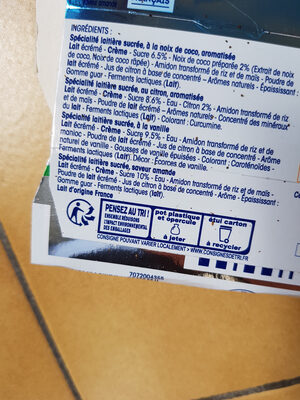 INGRÉDIENTS :
Spécialité laitière sucrée, à la noix de coco, aromatisée
Lait écrémé - Crème - Sucre 6.5% - Noix de coco préparée 2% (Extrait de noix
de coco, Noix de coco râpée) - Amidon transformé de riz et de maïs - Poudre de
lait écrémé - Jus de citron à base de concentré - Arômes naturels - Épaississant :
Gomme guar - Ferments lactiques (Lait).
Spécialité laitière sucrée, au citron, aromatisée
Lait écrémé - Crème - Sucre 8.6% - Eau - Citron 2% - Amidon transformé de riz
et de maïs - Poudre de lait écrémé - Arômes naturels - Concentré des minéraux
du lait - Ferments lactiques (Lait) - Colorant : Curcumine.
Spécialité laitière sucrée, à la vanille
Lait écrémé - Crème - Sucre 9.5% - Eau - Amidon transformé de riz et de
manioc - Poudre de lait écrémé - Jus de citron à base de concentré - Arôme
naturel de vanille - Gousses de vanille épuisées - Colorant : Caroténoïdes -
Ferments lactiques (Lait). Décor : Écorces de vanille.
Spécialité laitière sucrée, saveur amande
Lait écrémé - Crème - Sucre 10% - Eau - Amidon transformé de riz et de maïs -
Poudre de lait écrémé - Jus de citron à base de concentré - Arôme - Épaississant :
Gomme guar - Ferments lactiques (Lait).
Lait d'origine France
PENSEZ AU TRI !
ENSEMBLE RÉDUISONS
L'IMPACT ENVIRONNEMENTAL
DES EMBALLAGES
pot plastique
et opercule
à jeter
étui carton
à recycler
CONSIGNE POUVANT VARIER LOCALEMENT > WWW.CONSIGNESDETRI.FR